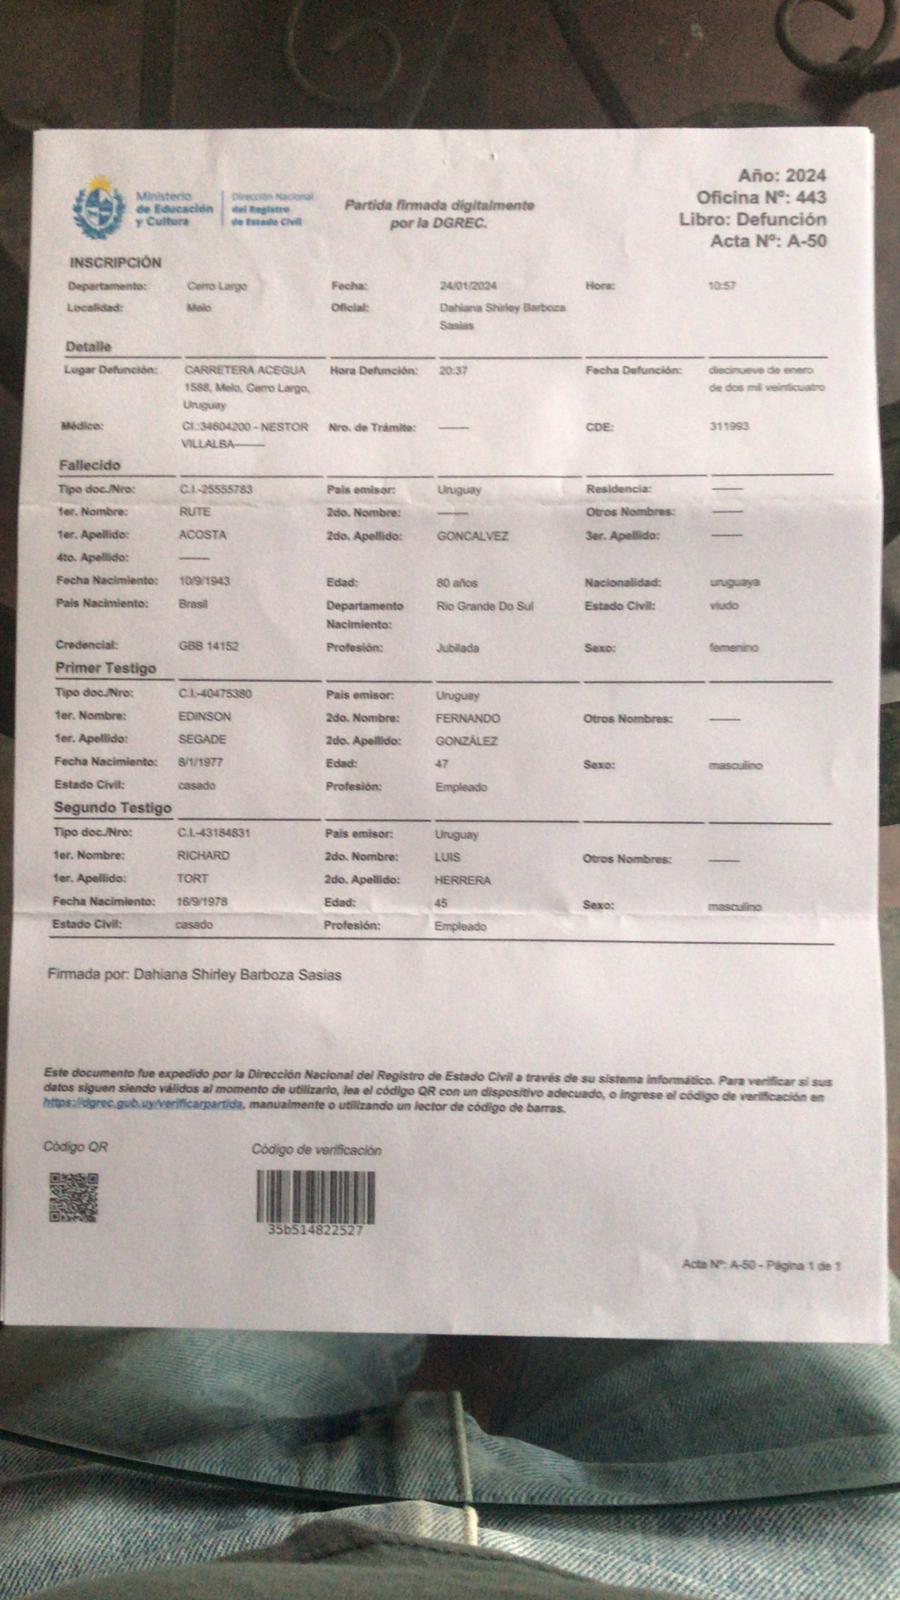 Año: 2024
Oficina Nº: 443
Libro: Defunción
Acta Nº: A-50
Ministerio de Educación y Cultura
Dirección Nacional del Registro de Estado Civil
Partida firmada digitalmente por la DGREC.
INSCRIPCIÓN
Departamento: Cerro Largo Fecha: 24/01/2024 Hora: 10:57
Localidad: Melo Oficial: Dahiana Shirley Barboza Sasias
Detalle
Lugar Defunción: CARRETERA ACEGUA 1588, Melo, Cerro Largo, Uruguay Hora Defunción: 20:37 Fecha Defunción: diecinueve de enero de dos mil veinticuatro
Médico: CI.:34604200 - NESTOR VILLALBA------- Nro. de Trámite: ------- CDE: 311993
Fallecido
Tipo doc./Nro: C.I.-25555783 Pais emisor: Uruguay Residencia: -------
1er. Nombre: RUTE 2do. Nombre: ------- Otros Nombres: -------
1er. Apellido: ACOSTA 2do. Apellido: GONCALVEZ 3er. Apellido: -------
4to. Apellido: -------
Fecha Nacimiento: 10/9/1943 Edad: 80 años Nacionalidad: uruguaya
Pais Nacimiento: Brasil Departamento Nacimiento: Rio Grande Do Sul Estado Civil: viudo
Credencial: GBB 14152 Profesión: Jubilada Sexo: femenino
Primer Testigo
Tipo doc./Nro: C.I.-40475380 Pais emisor: Uruguay
1er. Nombre: EDINSON 2do. Nombre: FERNANDO Otros Nombres: -------
1er. Apellido: SEGADE 2do. Apellido: GONZÁLEZ
Fecha Nacimiento: 8/1/1977 Edad: 47 Sexo: masculino
Estado Civil: casado Profesión: Empleado
Segundo Testigo
Tipo doc./Nro: C.I.-43184831 Pais emisor: Uruguay
1er. Nombre: RICHARD 2do. Nombre: LUIS Otros Nombres: -------
1er. Apellido: TORT 2do. Apellido: HERRERA
Fecha Nacimiento: 16/9/1978 Edad: 45 Sexo: masculino
Estado Civil: casado Profesión: Empleado
Firmada por: Dahiana Shirley Barboza Sasias
Este documento fue expedido por la Dirección Nacional del Registro de Estado Civil a través de su sistema informático. Para verificar si sus
datos siguen siendo válidos al momento de utilizarlo, lea el código QR con un dispositivo adecuado, o ingrese el código de verificación en
https://dgrec.gub.uy/verificarpartida, manualmente o utilizando un lector de código de barras.
Código QR Código de verificación
35b514822527
Acta Nº: A-50 - Página 1 de 1